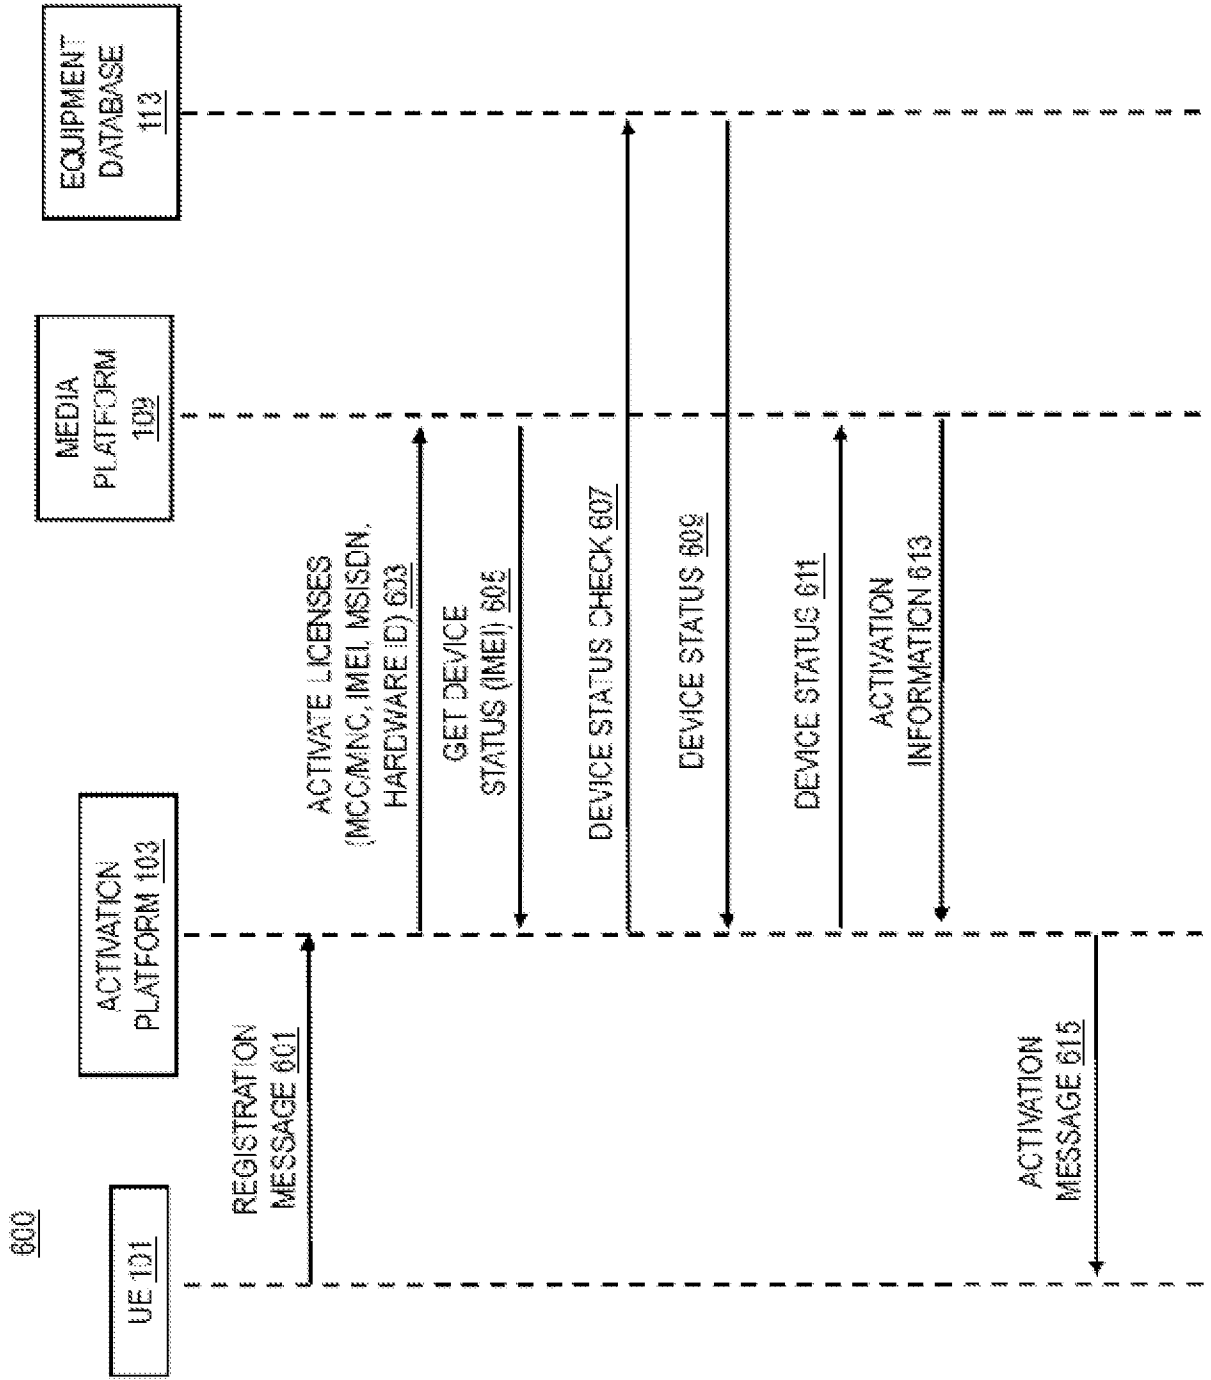 600
UE 101
ACTIVATION
PLATFORM 103
MEDIA
PLATFORM
109
EQUIPMENT
DATABASE
113
REGISTRATION
MESSAGE 601
ACTIVATE LICENSES
(MCC/MNC, IMEI, MSISDN,
HARDWARE ID) 603
GET DEVICE
STATUS (IMEI) 605
DEVICE STATUS CHECK 607
DEVICE STATUS 609
DEVICE STATUS 611
ACTIVATION
INFORMATION 613
ACTIVATION
MESSAGE 615